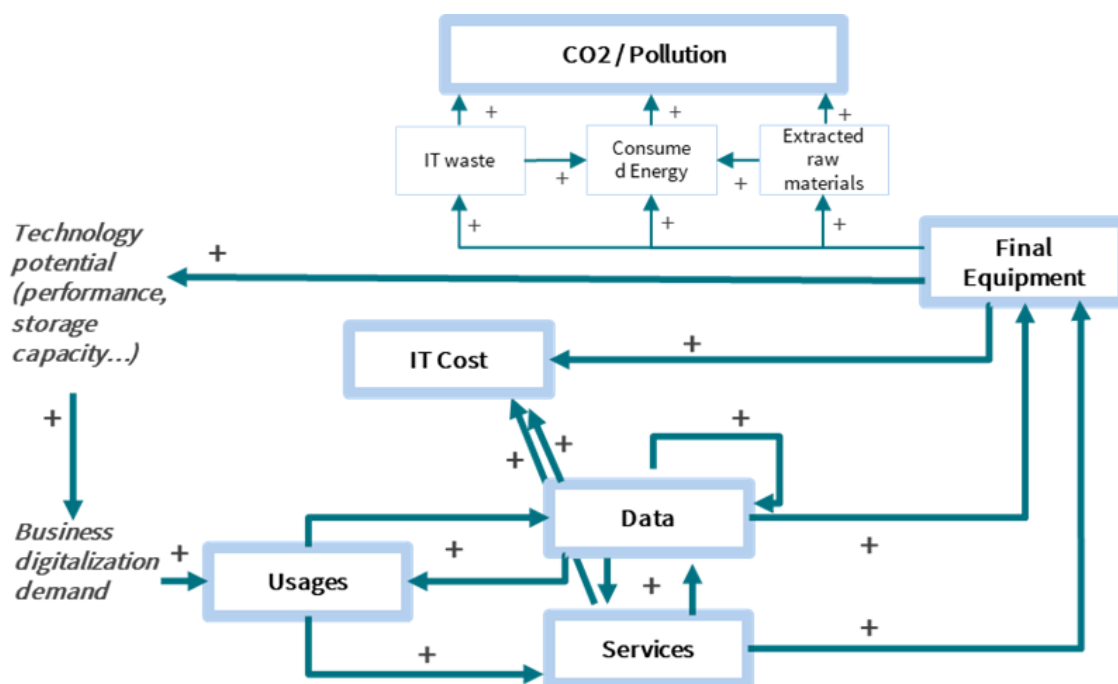 CO2 / Pollution
+
+
+
IT waste
Consume
d Energy
Extracted
raw
materials
+
+
+
+
+
Technology
potential
(performance,
storage
capacity...)
+
Final
Equipment
+
IT Cost
+
+
+
+
+
Data
Business
digitalization
demand
+
Usages
+
+
+
Services
+
+